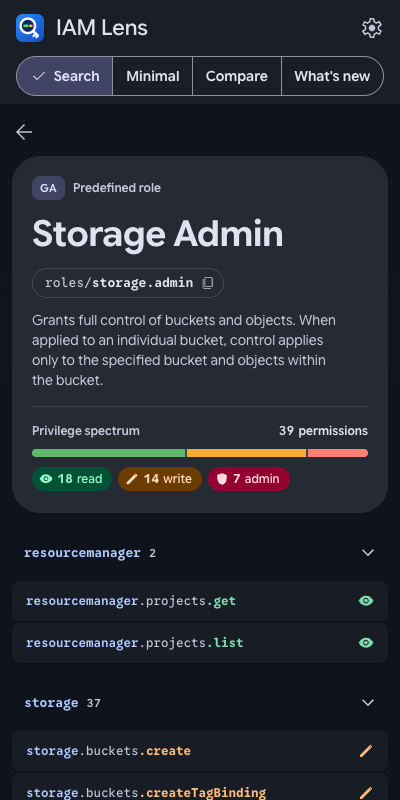 IAM Lens
Search Minimal Compare What's new
GA Predefined role
Storage Admin
roles/storage.admin
Grants full control of buckets and objects. When
applied to an individual bucket, control applies
only to the specified bucket and objects within
the bucket.
Privilege spectrum 39 permissions
18 read 14 write 7 admin
resourcemanager 2
resourcemanager.projects.get
resourcemanager.projects.list
storage 37
storage.buckets.create
storage.buckets.createTagBinding